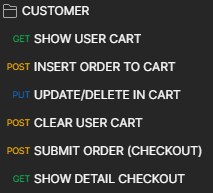 CUSTOMER
GET SHOW USER CART
POST INSERT ORDER TO CART
PUT UPDATE/DELETE IN CART
POST CLEAR USER CART
POST SUBMIT ORDER (CHECKOUT)
GET SHOW DETAIL CHECKOUT